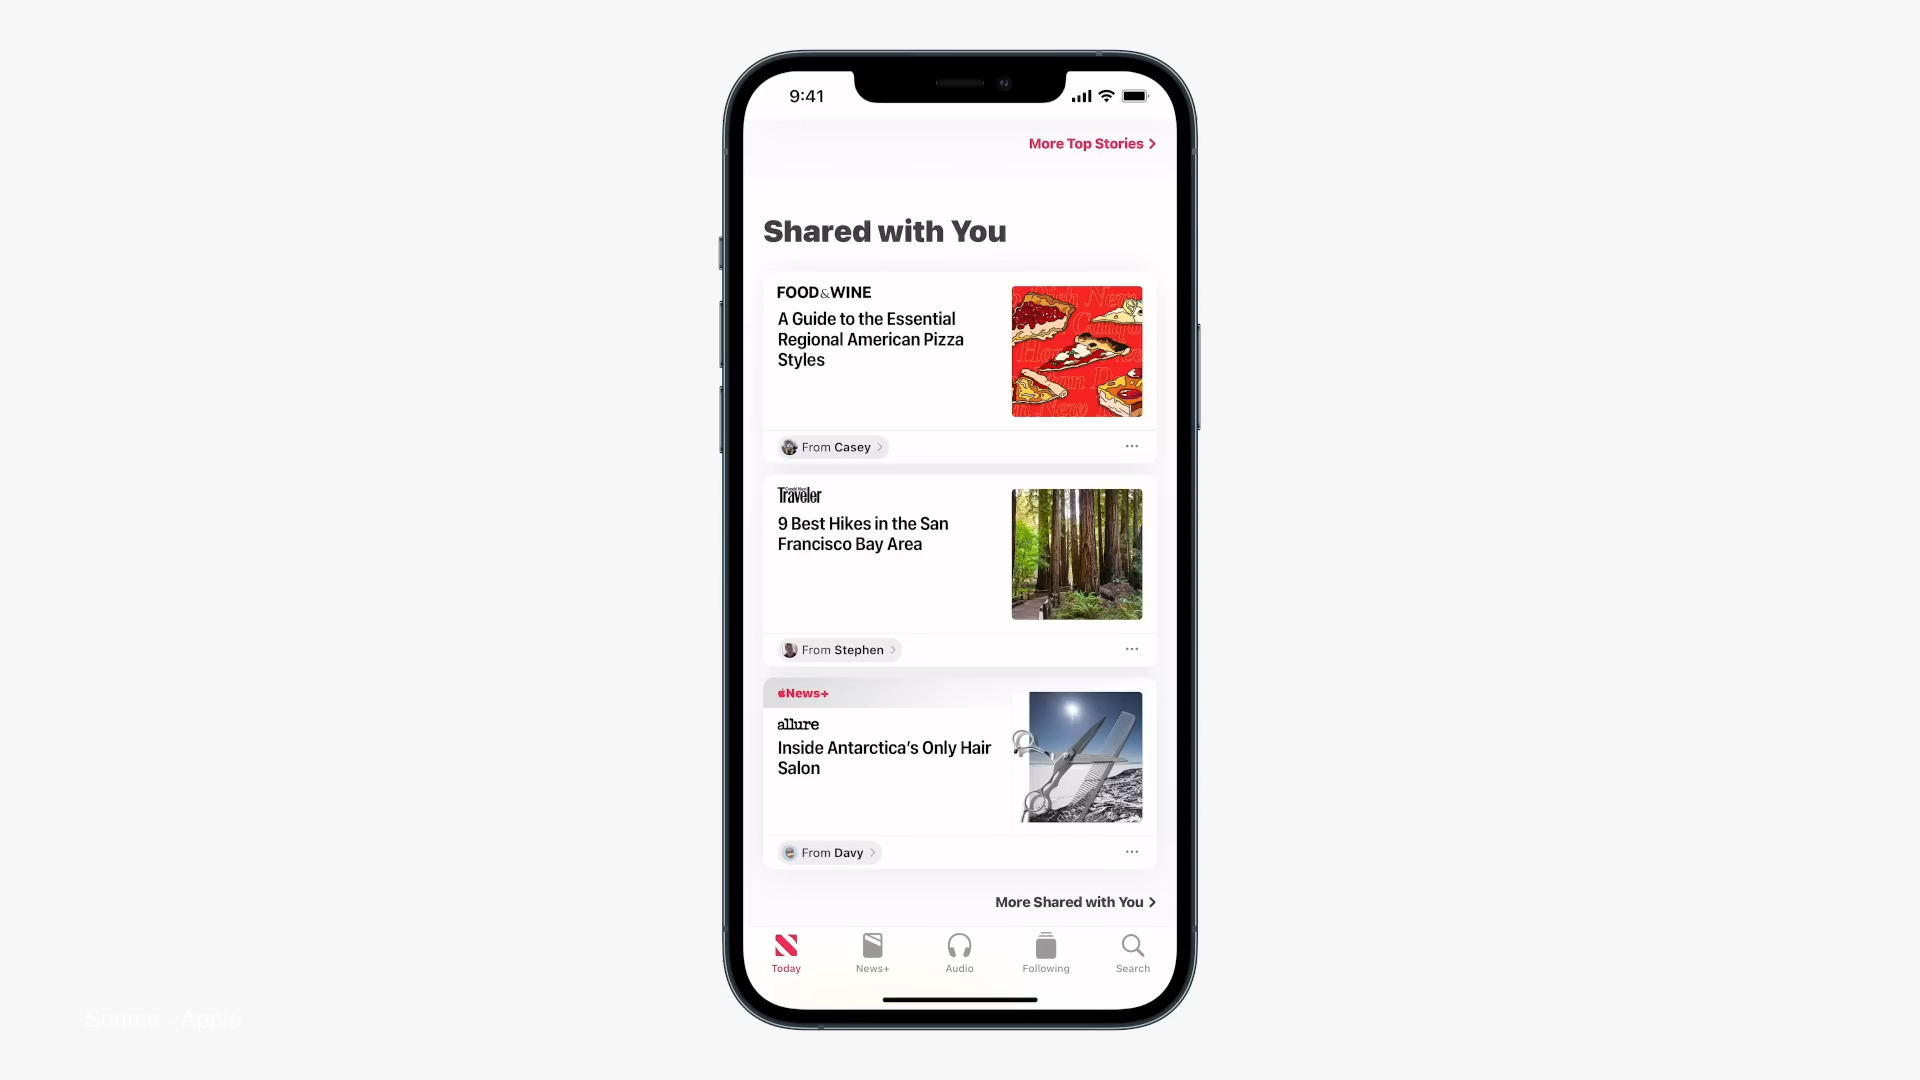 9:41
More Top Stories
Shared with You
FOOD&WINE
A Guide to the Essential
Regional American Pizza
Styles
From Casey
Traveler
9 Best Hikes in the San
Francisco Bay Area
From Stephen
News+
allure
Inside Antarctica’s Only Hair
Salon
From Davy
More Shared with You
Today
News+
Audio
Following
Search
Source - Apple